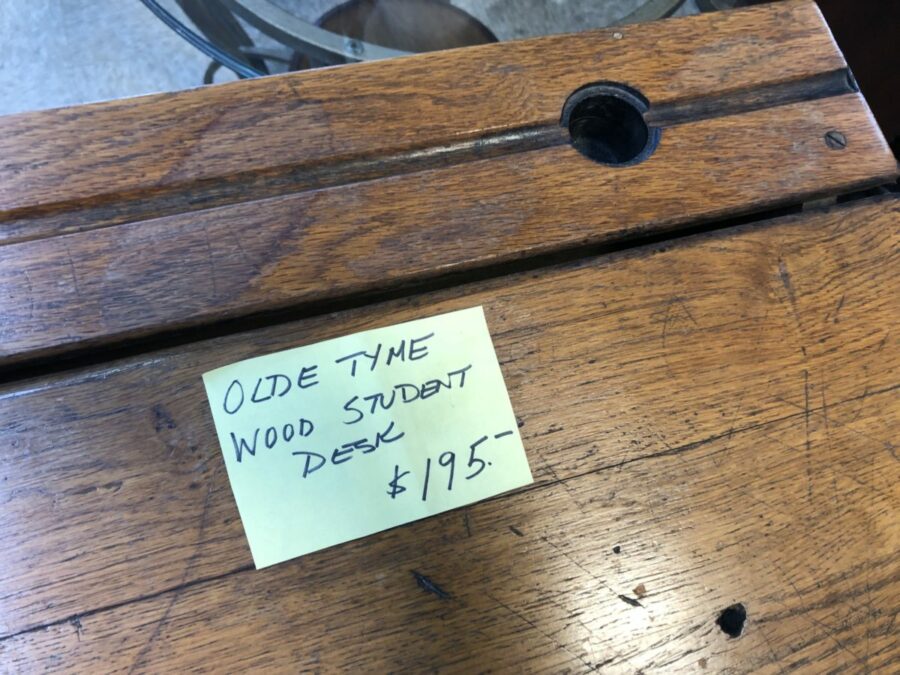 OLDE TYME
WOOD STUDENT
DESK
$195.-